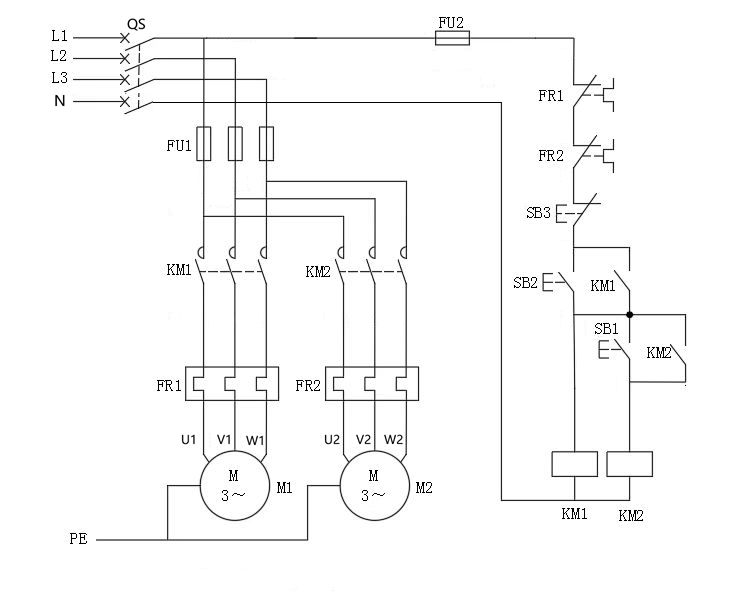 QS
FU2
L1
L2
L3
N
FR1
FU1
FR2
SB3
KM1
KM2
SB2
KM1
SB1
KM2
FR1
FR2
U1 V1 W1
U2 V2 W2
M
3～
M1
M
3～
M2
KM1
KM2
PE